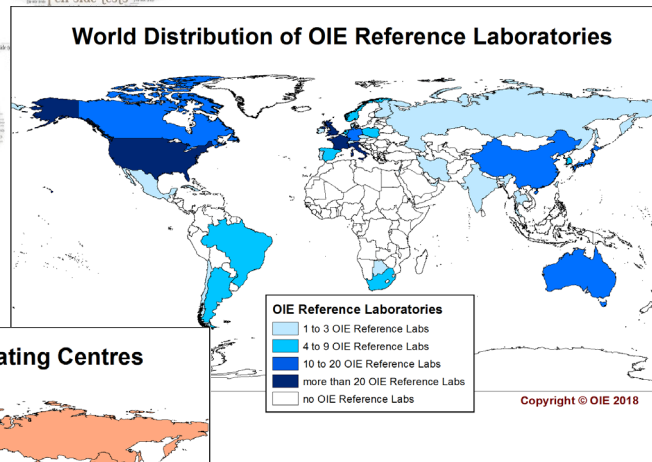 World Distribution of OIE Reference Laboratories
OIE Reference Laboratories
1 to 3 OIE Reference Labs
4 to 9 OIE Reference Labs
10 to 20 OIE Reference Labs
more than 20 OIE Reference Labs
no OIE Reference Labs
Copyright © OIE 2018
ating Centres